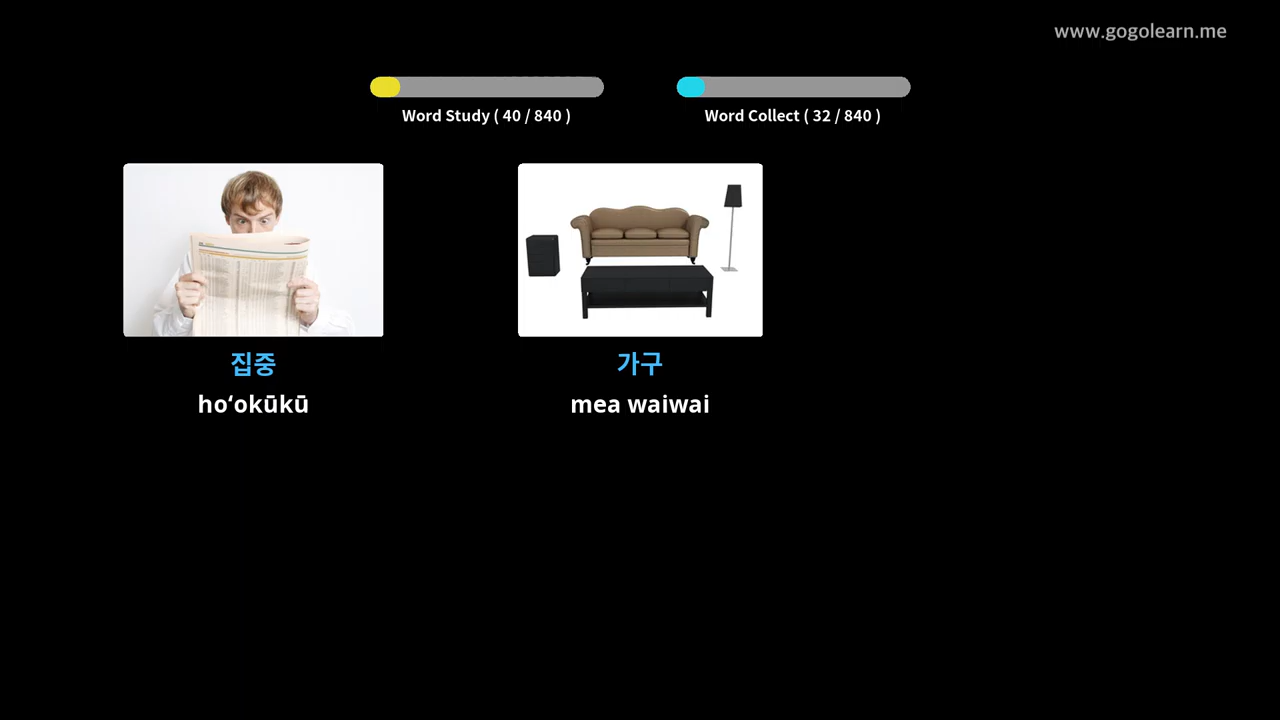 www.gogolearn.me
Word Study ( 40 / 840 )
Word Collect ( 32 / 840 )
집중
hoʻokūkū
가구
mea waiwai